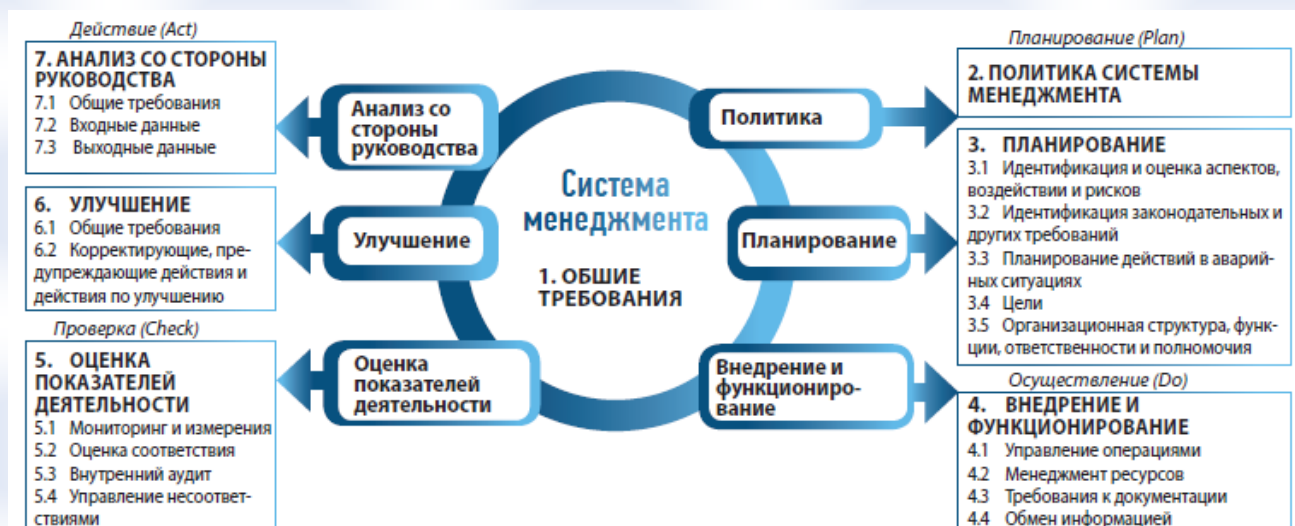 Действие (Act)
7. АНАЛИЗ СО СТОРОНЫ
РУКОВОДСТВА
7.1 Общие требования
7.2 Входные данные
7.3 Выходные данные
6. УЛУЧШЕНИЕ
6.1 Общие требования
6.2 Корректирующие, пре-
дупреждающие действия и
действия по улучшению
Проверка (Check)
5. ОЦЕНКА
ПОКАЗАТЕЛЕЙ
ДЕЯТЕЛЬНОСТИ
5.1 Мониторинг и измерения
5.2 Оценка соответствия
5.3 Внутренний аудит
5.4 Управление несоответ-
ствиями
Анализ со
стороны
руководства
Улучшение
Оценка
показателей
деятельности
Система
менеджмента
1. ОБШИЕ
ТРЕБОВАНИЯ
Политика
Планирование
Внедрение и
функциониро-
вание
Планирование (Plan)
2. ПОЛИТИКА СИСТЕМЫ
МЕНЕДЖМЕНТА
3. ПЛАНИРОВАНИЕ
3.1 Идентификация и оценка аспектов,
воздействии и рисков
3.2 Идентификация законодательных и
других требований
3.3 Планирование действий в аварий-
ных ситуациях
3.4 Цели
3.5 Организационная структура, функ-
ции, ответственности и полномочия
Осуществление (Do)
4. ВНЕДРЕНИЕ И
ФУНКЦИОНИРОВАНИЕ
4.1 Управление операциями
4.2 Менеджмент ресурсов
4.3 Требования к документации
4.4 Обмен информацией